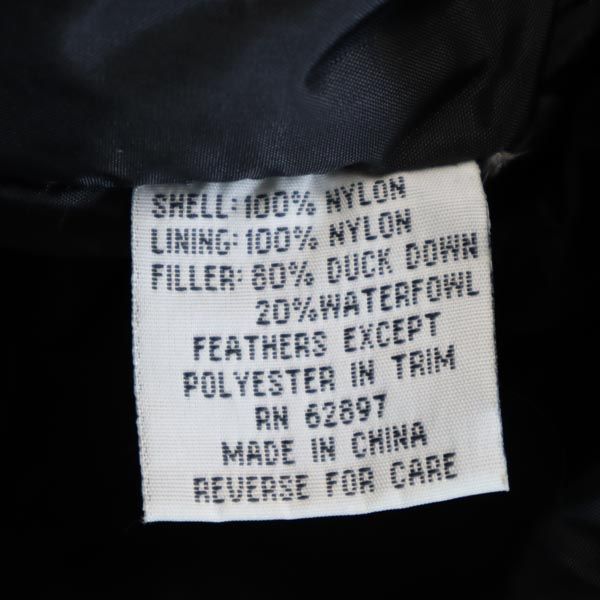 SHELL: 100% NYLON
LINING: 100% NYLON
FILLER: 80% DUCK DOWN
20% WATERFOWL
FEATHERS EXCEPT
POLYESTER IN TRIM
RN 62897
MADE IN CHINA
REVERSE FOR CARE